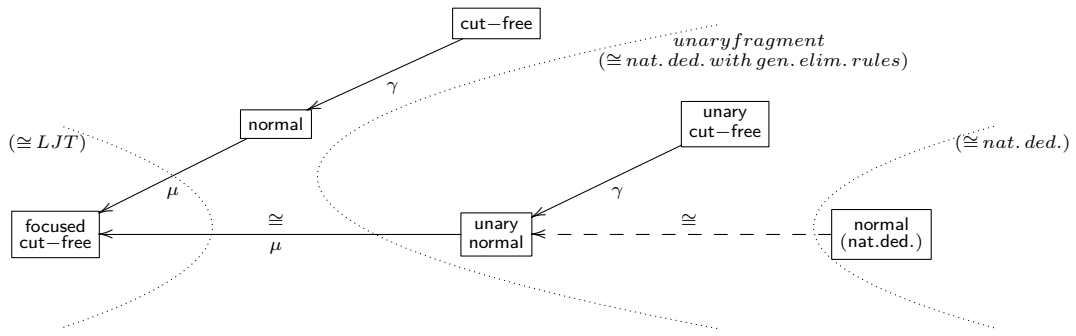 cut−free
unaryfragment
(≅ nat. ded. with gen. elim. rules)
γ
unary
cut−free
normal
(≅ LJT)
(≅ nat. ded.)
μ
γ
focused
cut−free
≅
μ
unary
normal
≅
normal
(nat.ded.)